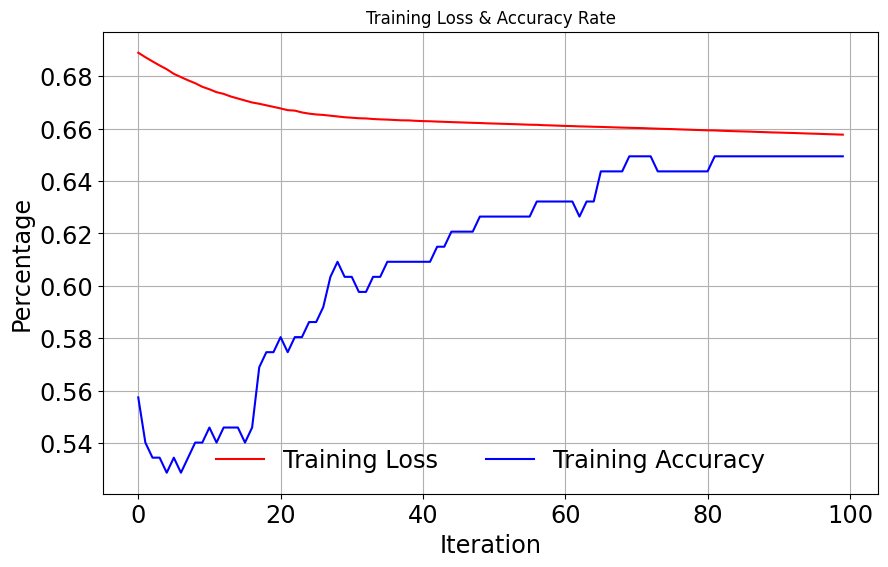 Training Loss & Accuracy Rate
Percentage
0.68
0.66
0.64
0.62
0.60
0.58
0.56
0.54
Training Loss
Training Accuracy
0 20 40 60 80 100
Iteration